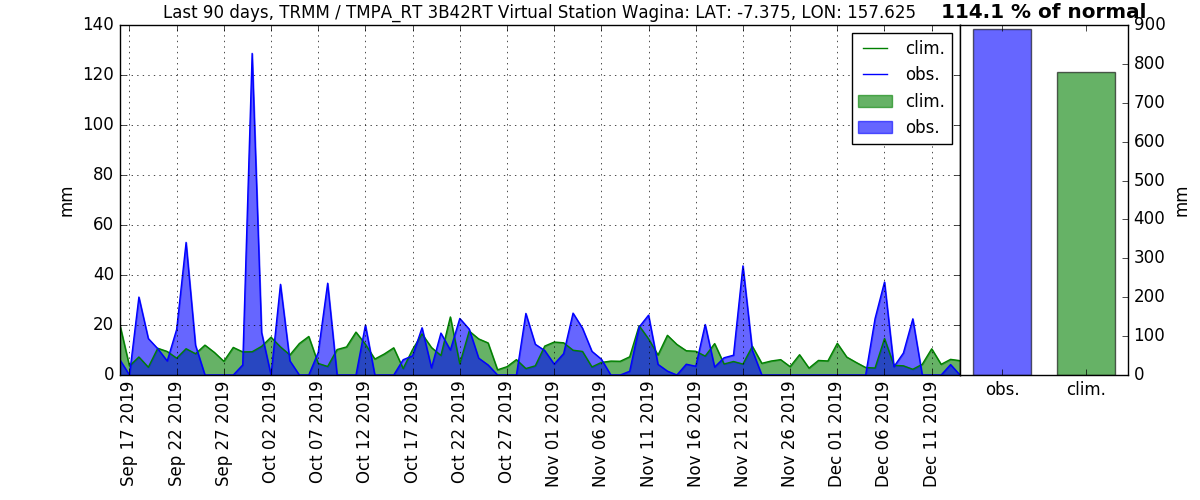 Last 90 days, TRMM / TMPA_RT 3B42RT Virtual Station Wagina: LAT: -7.375, LON: 157.625
114.1 % of normal
140
120
100
80
60
40
20
0
mm
clim.
obs.
clim.
obs.
900
800
700
600
500
400
300
200
100
0
mm
Sep 17 2019
Sep 22 2019
Sep 27 2019
Oct 02 2019
Oct 07 2019
Oct 12 2019
Oct 17 2019
Oct 22 2019
Oct 27 2019
Nov 01 2019
Nov 06 2019
Nov 11 2019
Nov 16 2019
Nov 21 2019
Nov 26 2019
Dec 01 2019
Dec 06 2019
Dec 11 2019
obs.
clim.